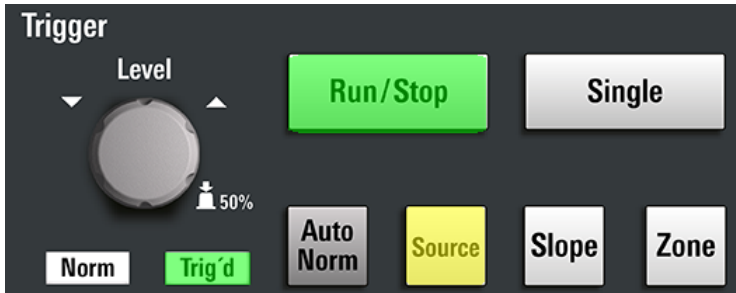 Trigger
Level
Run/Stop
Single
50%
Auto
Norm
Source
Slope
Zone
Norm
Trig´d